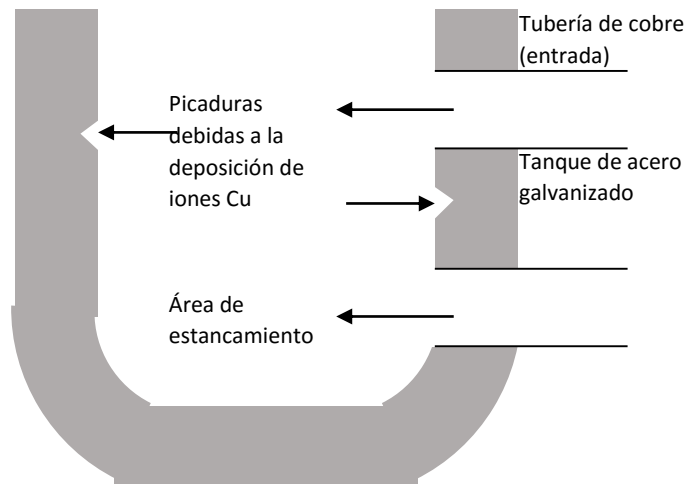 Tubería de cobre
(entrada)
Picaduras
debidas a la
deposición de
iones Cu
Tanque de acero
galvanizado
Área de
estancamiento